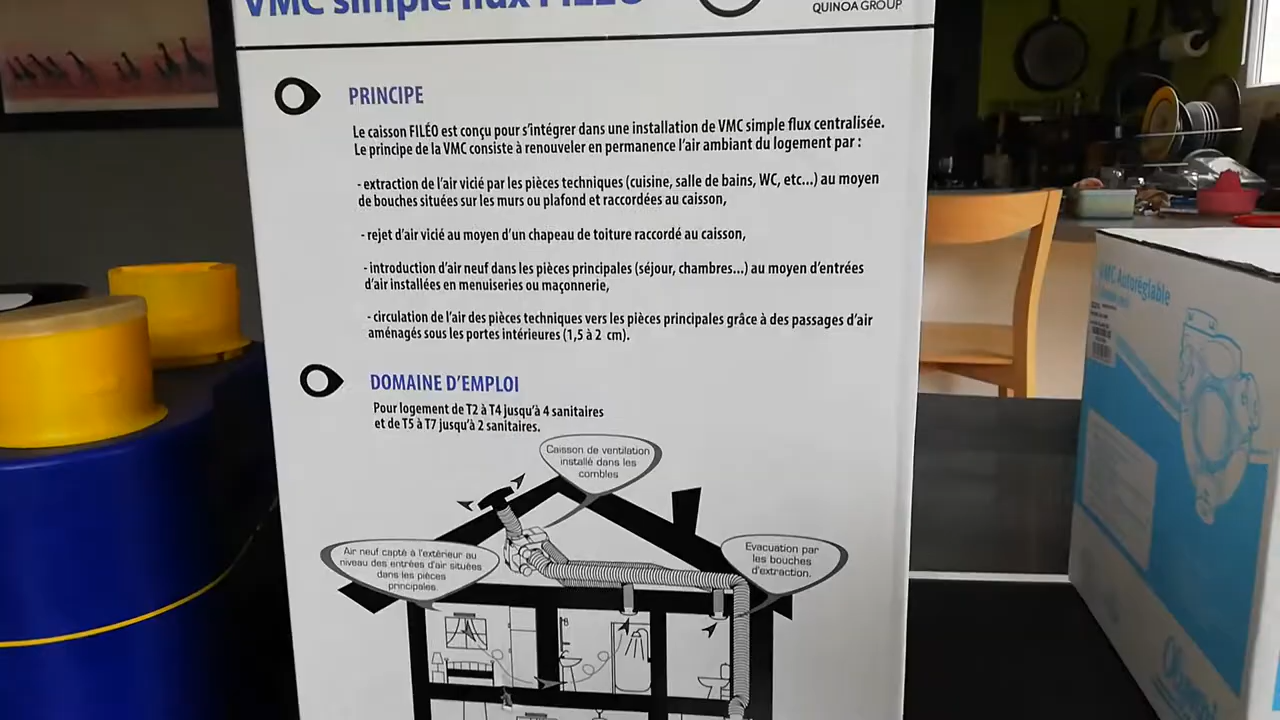 VMC simple flux FILÉO
QUINOA GROUP
PRINCIPE
Le caisson FILÉO est conçu pour s'intégrer dans une installation de VMC simple flux centralisée.
Le principe de la VMC consiste à renouveler en permanence l'air ambiant du logement par :
- extraction de l'air vicié par les pièces techniques (cuisine, salle de bains, WC, etc...) au moyen
de bouches situées sur les murs ou plafond et raccordées au caisson,
- rejet d'air vicié au moyen d'un chapeau de toiture raccordé au caisson,
- introduction d'air neuf dans les pièces principales (séjour, chambres...) au moyen d'entrées
d'air installées en menuiseries ou maçonnerie,
- circulation de l'air des pièces techniques vers les pièces principales grâce à des passages d'air
aménagés sous les portes intérieures (1,5 à 2 cm).
DOMAINE D'EMPLOI
Pour logement de T2 à T4 jusqu'à 4 sanitaires
et de T5 à T7 jusqu'à 2 sanitaires.
Caisson de ventilation
installé dans les
combles
Air neuf capté à l'extérieur au
niveau des entrées d'air situées
dans les pièces
principales.
Evacuation par
les bouches
d'extraction.
VMC Autoréglable